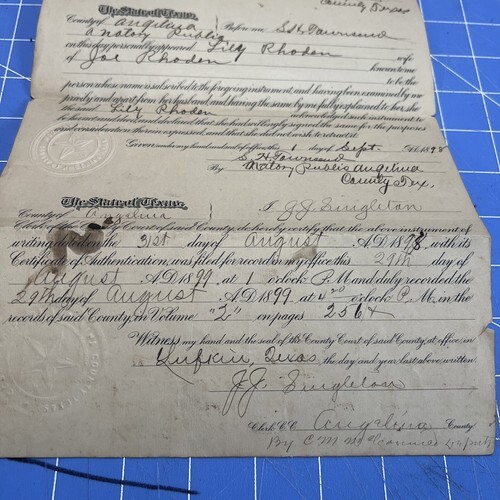 County Texas
The State of Texas,
County of Angelina Before me S. H. Townsend
a Notary Public
on this day personally appeared Lily Rhoden
wife
of Joe Rhoden known to me
to be the
person whose name is subscribed to the foregoing instrument, and having been examined by me
privily and apart from her husband, and having the same by me fully explained to her, she
the said Lily Rhoden acknowledged such instrument to
be her act and deed, and declared that she had willingly signed the same for the purposes
and consideration therein expressed, and that she did not wish to retract it.
Given under my hand and seal of office, this 1 day of Sept A.D. 1898
S. H. Townsend
By Notary Public Angelina
County Tex.
The State of Texas,
County of Angelina I J J Singleton
Clerk of the County Court of said County, do hereby certify that the above instrument of
writing dated on the 31st day of August A.D. 1898, with its
Certificate of Authentication, was filed for record in my office this 29th day of
August A.D. 1899, at 1 o'clock P. M. and duly recorded the
29th day of August A.D. 1899 at 4 20 o'clock P. M. in the
records of said County, in Volume "2" on pages 256+
Witness my hand and the seal of the County Court of said county, at office in
Lufkin, Texas the day and year last above written.
J J Singleton
Clerk C. C. Angelina County
By C M McConnico Deputy